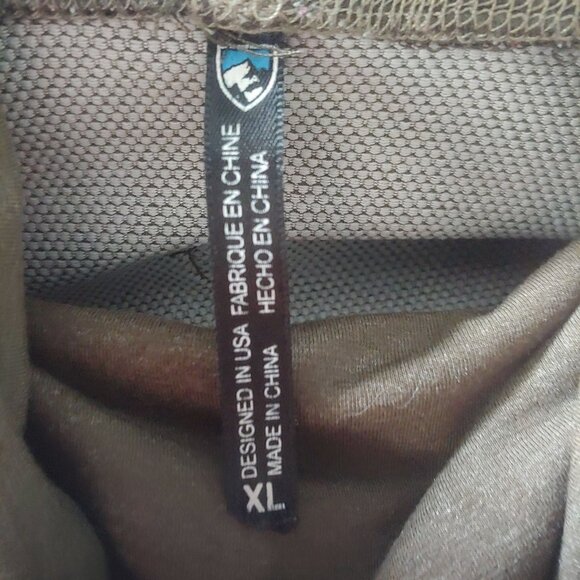 XL
DESIGNED IN USA FABRIQUE EN CHINE
MADE IN CHINA HECHO EN CHINA